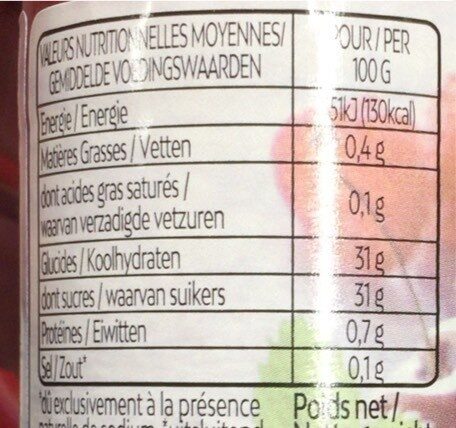 VALEURS NUTRITIONNELLES MOYENNES/ POUR / PER
GEMIDDELDE VOEDINGSWAARDEN 100 G
Energie / Energie 51kJ (130kcal)
Matières Grasses / Vetten 0,4 g
dont acides gras saturés /
waarvan verzadigde vetzuren 0,1 g
Glucides / Koolhydraten 31 g
dont sucres / waarvan suikers 31 g
Protéines / Eiwitten 0,7 g
Sel / Zout* 0,1 g
*dû exclusivement à la présence Poids net /